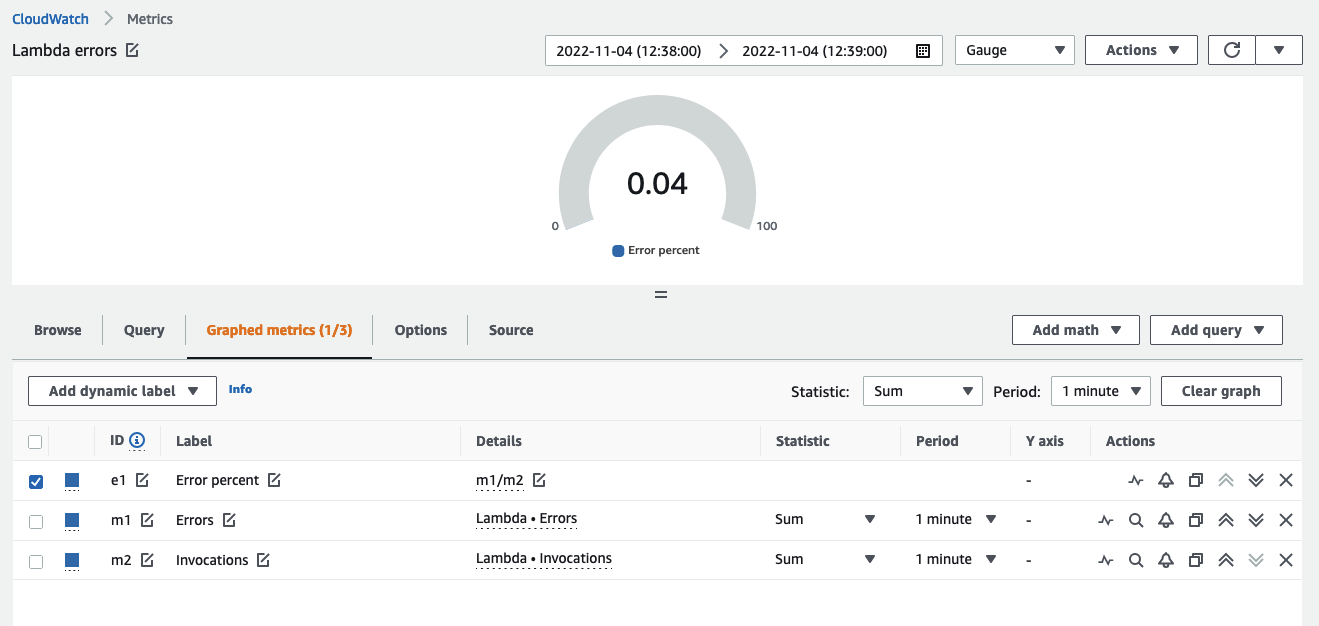 CloudWatch Metrics
Lambda errors
2022-11-04 (12:38:00) 2022-11-04 (12:39:00) Gauge Actions
0.04
0 100
Error percent
Browse Query Graphed metrics (1/3) Options Source Add math Add query
Add dynamic label Info Statistic: Sum Period: 1 minute Clear graph
ID Label Details Statistic Period Y axis Actions
e1 Error percent m1/m2 -
m1 Errors Lambda • Errors Sum 1 minute -
m2 Invocations Lambda • Invocations Sum 1 minute -